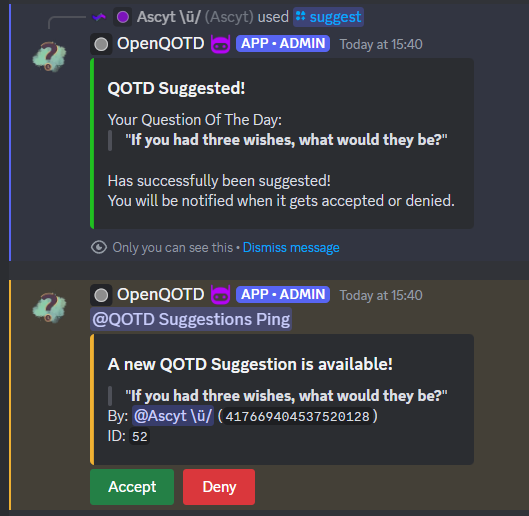 Ascyt \ū/ (Ascyt) used suggest
OpenQOTD APP • ADMIN Today at 15:40
QOTD Suggested!
Your Question Of The Day:
"If you had three wishes, what would they be?"
Has successfully been suggested!
You will be notified when it gets accepted or denied.
Only you can see this • Dismiss message
OpenQOTD APP • ADMIN Today at 15:40
@QOTD Suggestions Ping
A new QOTD Suggestion is available!
"If you had three wishes, what would they be?"
By: @Ascyt \ū/ (417669404537520128)
ID: 52
Accept Deny